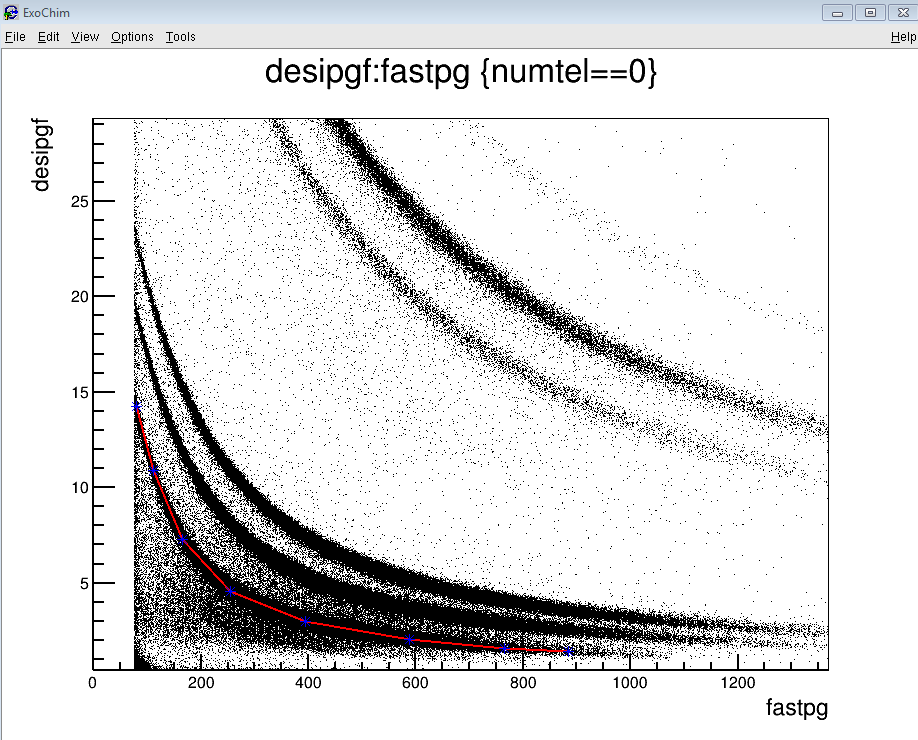 ExoChim
File Edit View Options Tools Help
desipgf:fastpg {numtel==0}
desipgf
25
20
15
10
5
0 200 400 600 800 1000 1200
fastpg